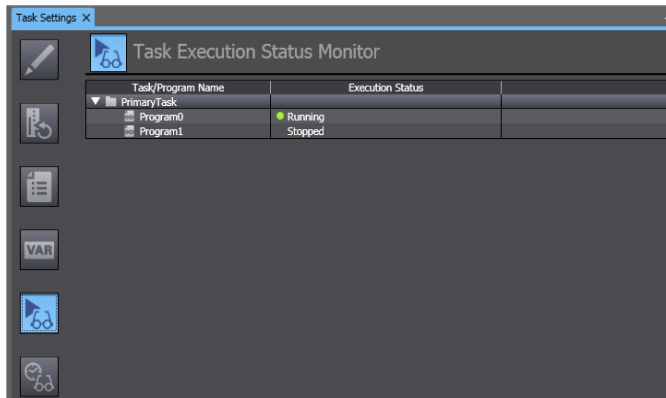 Task Settings X
Task Execution Status Monitor
Task/Program Name Execution Status
PrimaryTask
Program0 Running
Program1 Stopped
VAR